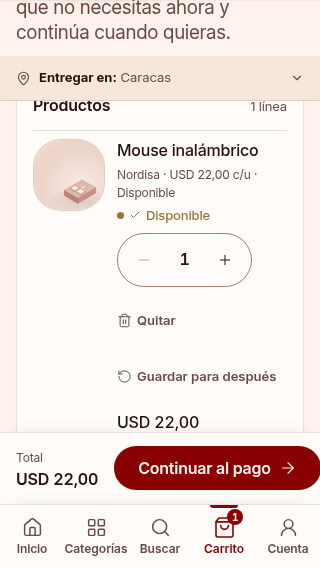 que no necesitas ahora y
continúa cuando quieras.
Entregar en: Caracas
Productos
1 línea
Mouse inalámbrico
Nordisa · USD 22,00 c/u ·
Disponible
Disponible
1
Quitar
Guardar para después
USD 22,00
Total
USD 22,00
Continuar al pago
1
Inicio
Categorías
Buscar
Carrito
Cuenta